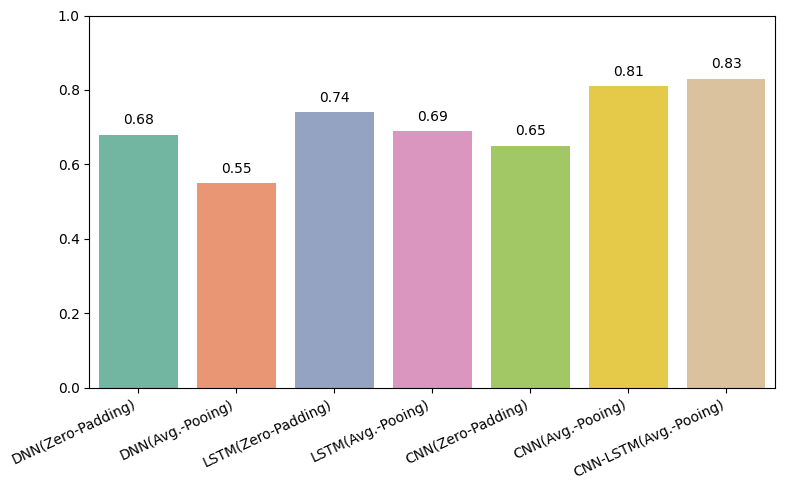 1.0
0.8
0.6
0.4
0.2
0.0
0.68
0.55
0.74
0.69
0.65
0.81
0.83
DNN(Zero-Padding)
DNN(Avg.-Pooing)
LSTM(Zero-Padding)
LSTM(Avg.-Pooing)
CNN(Zero-Padding)
CNN(Avg.-Pooing)
CNN-LSTM(Avg.-Pooing)